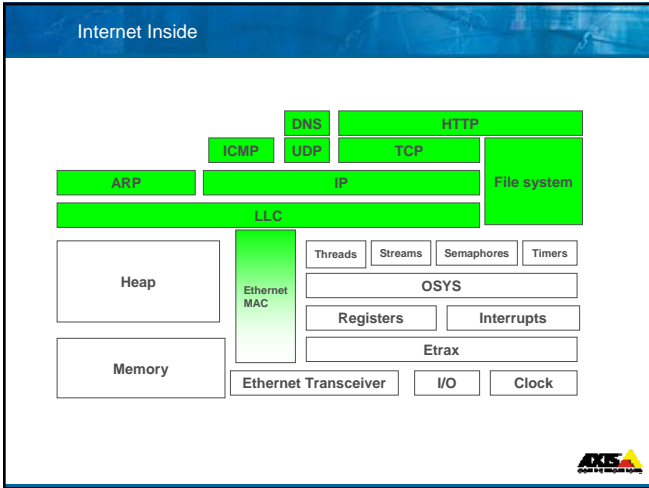 Internet Inside
DNS HTTP
ICMP UDP TCP
ARP IP File system
LLC
Threads Streams Semaphores Timers
Heap Ethernet MAC OSYS
Registers Interrupts
Memory Etrax
Ethernet Transceiver I/O Clock
AXIS